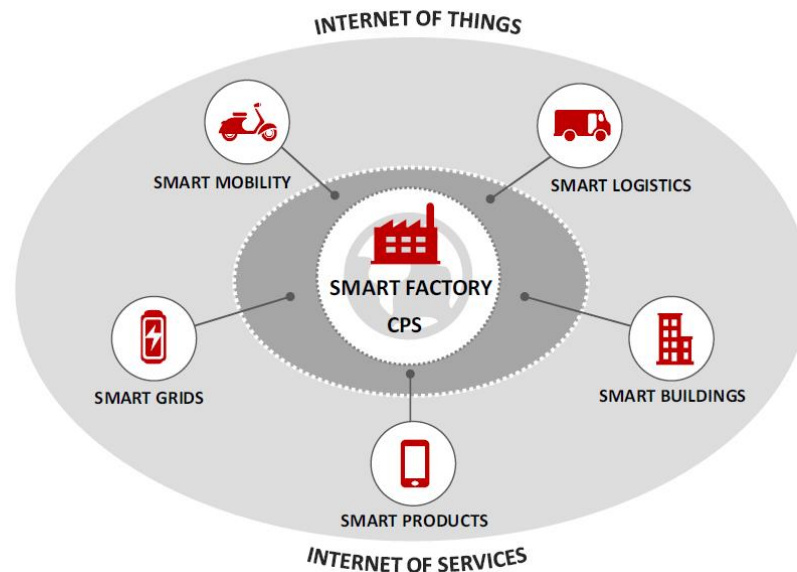 INTERNET OF THINGS
SMART MOBILITY
SMART LOGISTICS
SMART FACTORY
CPS
SMART GRIDS
SMART BUILDINGS
SMART PRODUCTS
INTERNET OF SERVICES